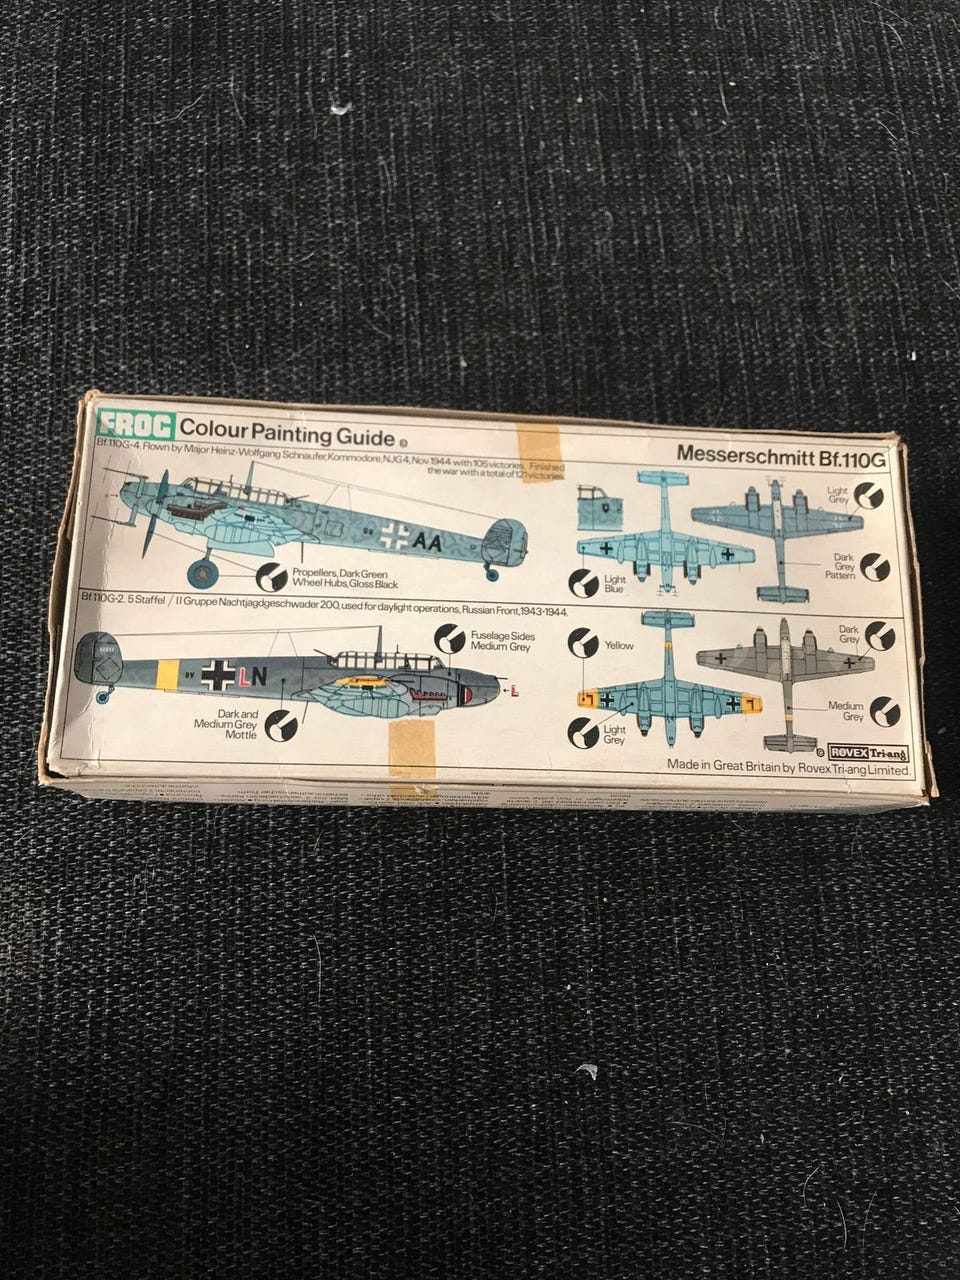 FROG Colour Painting Guide
Messerschmitt Bf.110G
Bf.110G-4. Flown by Major Heinz-Wolfgang Schnaufer, Kommodore, NJG 4, Nov. 1944 with 105 victories. Finished
the war with a total of 121 victories.
AA
Propellers, Dark Green
Wheel Hubs, Gloss Black
Light
Blue
Light
Grey
Dark
Grey
Pattern
Bf.110G-2. 5 Staffel / II Gruppe Nachtjagdgeschwader 200, used for daylight operations, Russian Front, 1943-1944.
LN
L
Fuselage Sides
Medium Grey
Dark and
Medium Grey
Mottle
Yellow
Light
Grey
Dark
Grey
Medium
Grey
ROVEX Tri-ang
Made in Great Britain by Rovex Tri-ang Limited.